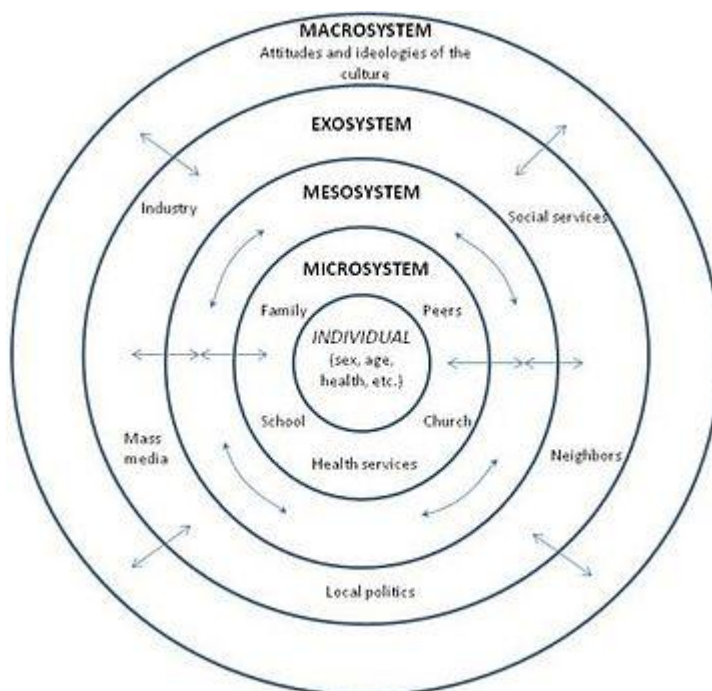 MACROSYSTEM
Attitudes and ideologies of the
culture
EXOSYSTEM
MESOSYSTEM
Industry
Social services
MICROSYSTEM
Family
Peers
INDIVIDUAL
(sex, age,
health, etc.)
School
Church
Mass
media
Health services
Neighbors
Local politics